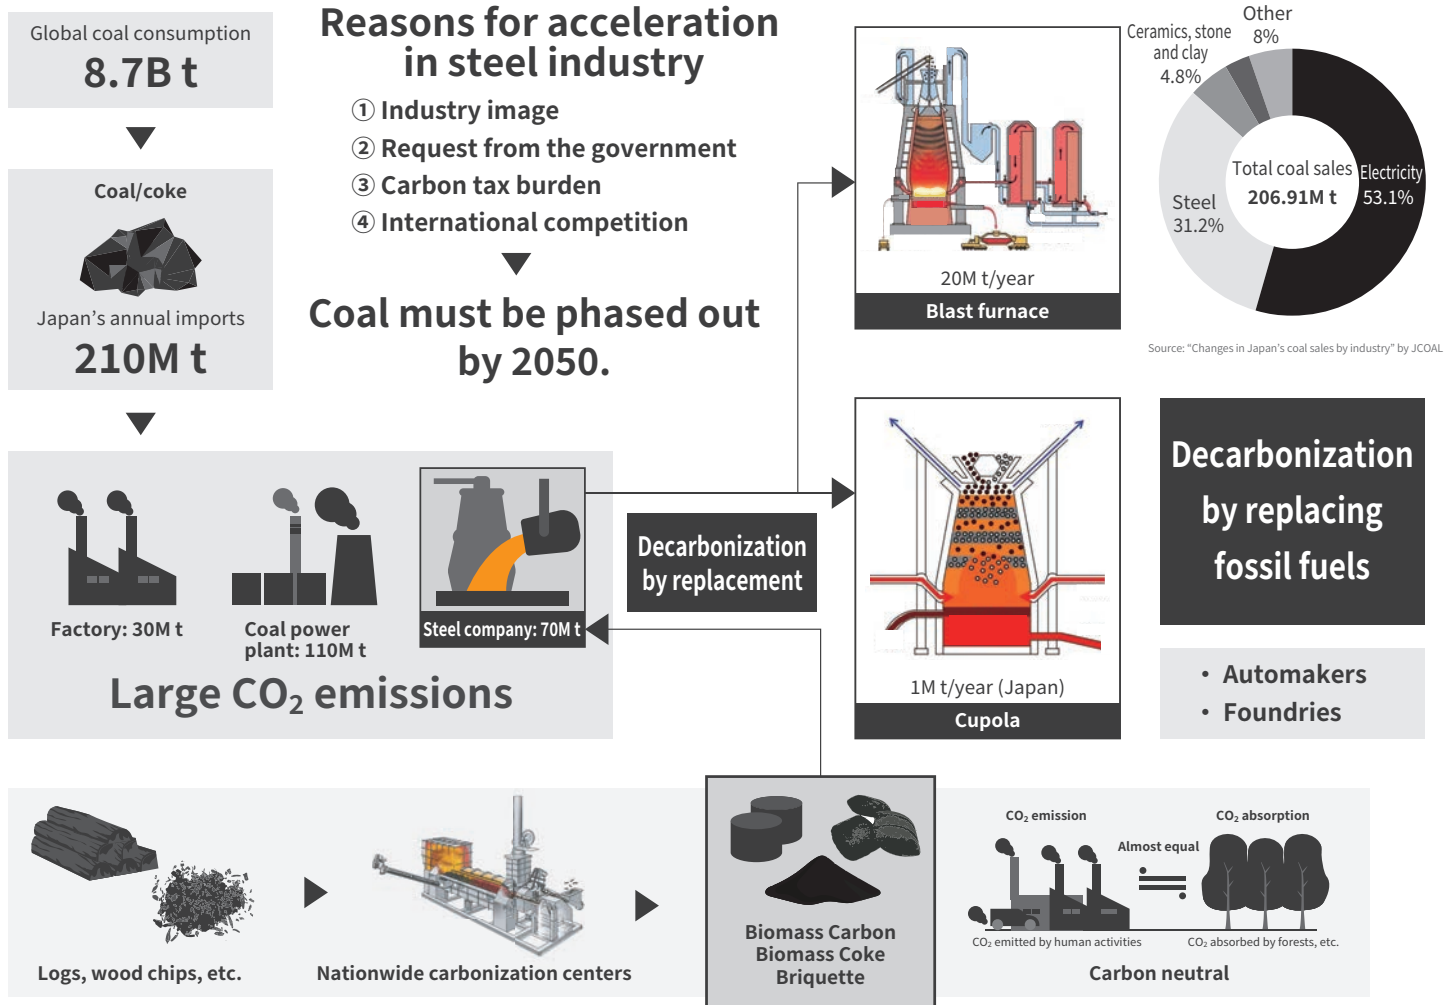 Global coal consumption
8.7B t
Coal/coke
Japan’s annual imports
210M t
Reasons for acceleration
in steel industry
① Industry image
② Request from the government
③ Carbon tax burden
④ International competition
Coal must be phased out
by 2050.
20M t/year
Blast furnace
Other
8%
Ceramics, stone
and clay
4.8%
Total coal sales
206.91M t
Electricity
53.1%
Steel
31.2%
Source: “Changes in Japan’s coal sales by industry” by JCOAL
Factory: 30M t
Coal power
plant: 110M t
Steel company: 70M t
Large CO₂ emissions
Decarbonization
by replacement
1M t/year (Japan)
Cupola
Decarbonization
by replacing
fossil fuels
• Automakers
• Foundries
Logs, wood chips, etc.
Nationwide carbonization centers
Biomass Carbon
Biomass Coke
Briquette
CO₂ emission
Almost equal
CO₂ absorption
CO₂ emitted by human activities
CO₂ absorbed by forests, etc.
Carbon neutral